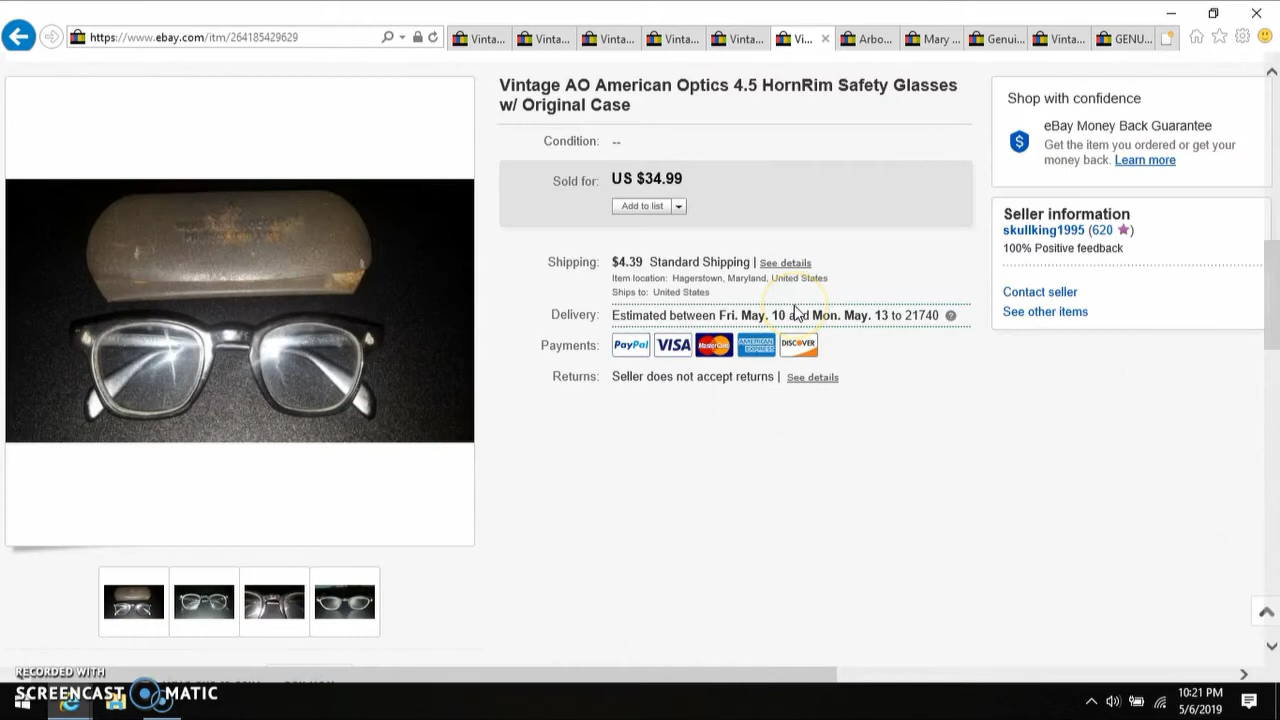 https://www.ebay.com/itm/264185429629
Vinta...
Vinta...
Vinta...
Vinta...
Vinta...
Vi...
Arbo...
Mary ...
Genui...
Vinta...
GENU...
Vintage AO American Optics 4.5 HornRim Safety Glasses
w/ Original Case
Condition: --
Sold for: US $34.99
Add to list
Shipping: $4.39 Standard Shipping | See details
Item location: Hagerstown, Maryland, United States
Ships to: United States
Delivery: Estimated between Fri. May. 10 and Mon. May. 13 to 21740
Payments: PayPal VISA MasterCard AMERICAN EXPRESS DISCOVER
Returns: Seller does not accept returns | See details
Shop with confidence
eBay Money Back Guarantee
Get the item you ordered or get your
money back. Learn more
Seller information
skullking1995 (620 )
100% Positive feedback
Contact seller
See other items
RECORDED WITH
SCREENCAST MATIC
10:21 PM
5/6/2019